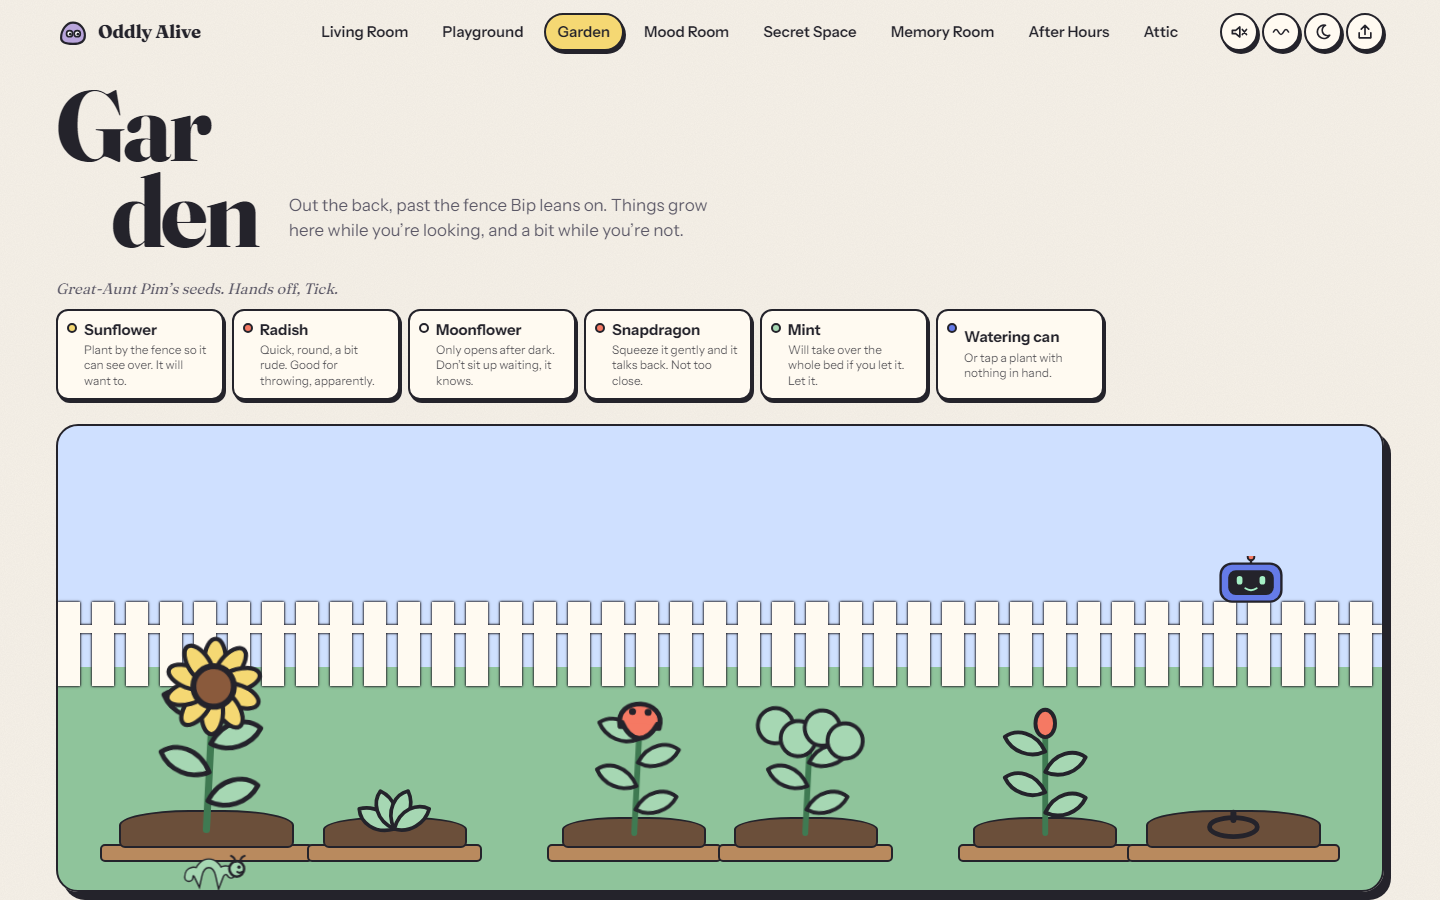 Oddly Alive
Living Room
Playground
Garden
Mood Room
Secret Space
Memory Room
After Hours
Attic
Gar
den
Out the back, past the fence Bip leans on. Things grow
here while you’re looking, and a bit while you’re not.
Great-Aunt Pim’s seeds. Hands off, Tick.
Sunflower
Plant by the fence so it
can see over. It will
want to.
Radish
Quick, round, a bit
rude. Good for
throwing, apparently.
Moonflower
Only opens after dark.
Don’t sit up waiting, it
knows.
Snapdragon
Squeeze it gently and it
talks back. Not too
close.
Mint
Will take over the
whole bed if you let it.
Let it.
Watering can
Or tap a plant with
nothing in hand.